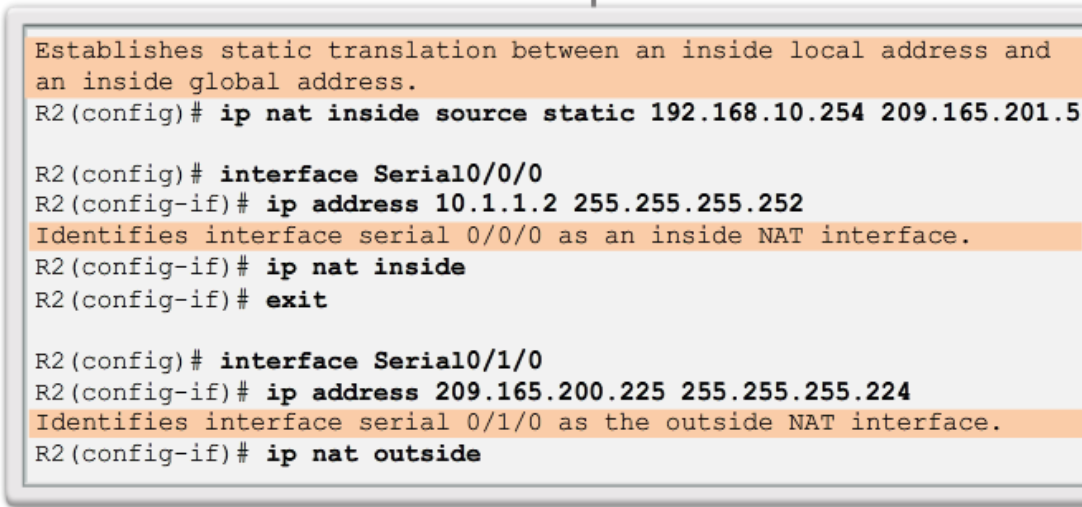 Establishes static translation between an inside local address and
an inside global address.
R2(config)# ip nat inside source static 192.168.10.254 209.165.201.5
R2(config)# interface Serial0/0/0
R2(config-if)# ip address 10.1.1.2 255.255.255.252
Identifies interface serial 0/0/0 as an inside NAT interface.
R2(config-if)# ip nat inside
R2(config-if)# exit
R2(config)# interface Serial0/1/0
R2(config-if)# ip address 209.165.200.225 255.255.255.224
Identifies interface serial 0/1/0 as the outside NAT interface.
R2(config-if)# ip nat outside